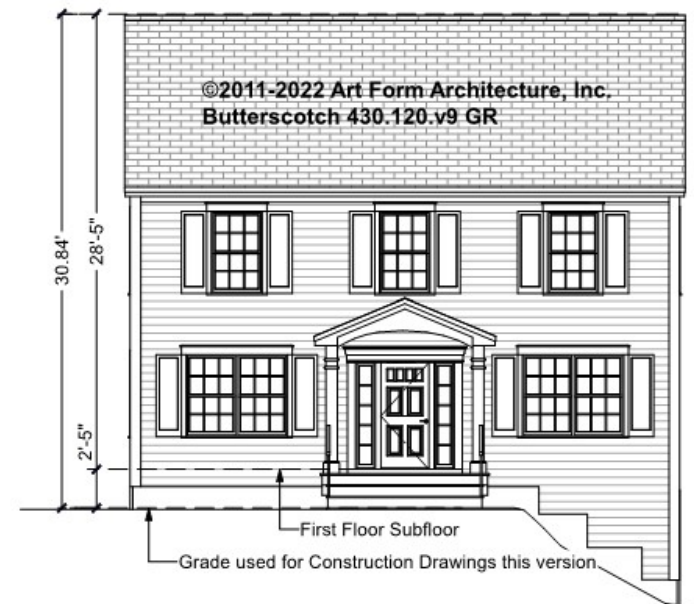 ©2011-2022 Art Form Architecture, Inc.
Butterscotch 430.120.v9 GR
30.84'
28'-5"
2'-5"
First Floor Subfloor
Grade used for Construction Drawings this version